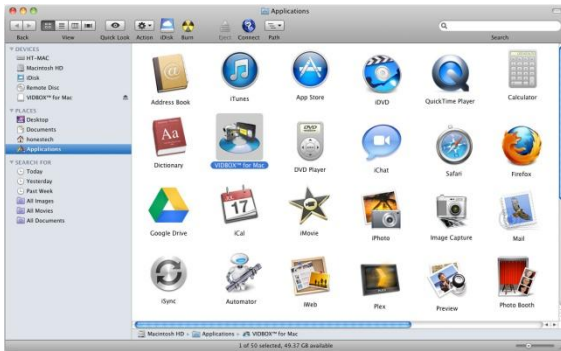 Applications
Back View Quick Look Action iDisk Burn Eject Connect Path Search
DEVICES
HT-MAC
Macintosh HD
iDisk
Remote Disc
VIDBOX™ for Mac
PLACES
Desktop
Documents
honestech
Applications
SEARCH FOR
Today
Yesterday
Past Week
All Images
All Movies
All Documents
Address Book iTunes App Store iDVD QuickTime Player Calculator
Aa
DVD
Dictionary VIDBOX™ for Mac DVD Player iChat Safari Firefox
17
Google Drive iCal iMovie iPhoto Image Capture Mail
iSync Automator iWeb Plex Preview Photo Booth
Macintosh HD ▸ Applications ▸ VIDBOX™ for Mac
1 of 50 selected, 49.37 GB available